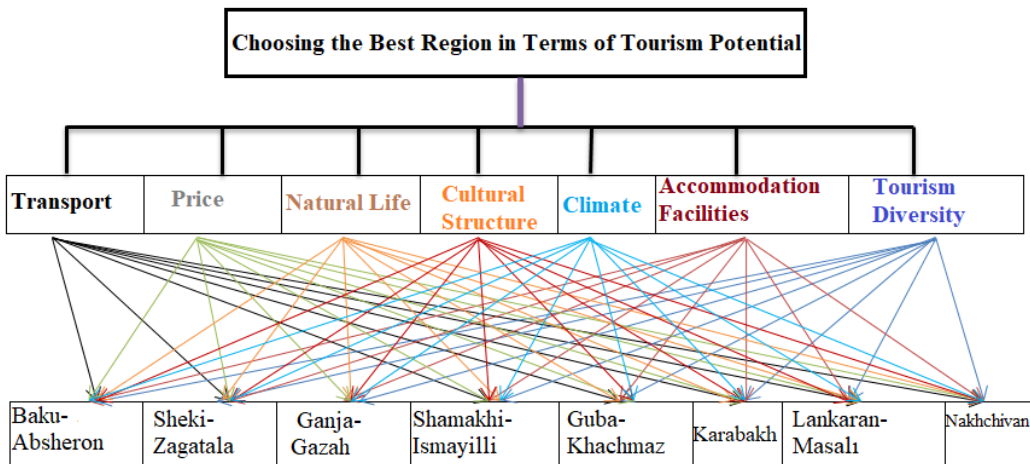 Choosing the Best Region in Terms of Tourism Potential
Transport
Price
Natural Life
Cultural
Structure
Climate
Accommodation
Facilities
Tourism
Diversity
Baku-
Absheron
Sheki-
Zagatala
Ganja-
Gazah
Shamakhi-
Ismayilli
Guba-
Khachmaz
Karabakh
Lankaran-
Masalı
Nakhchivan